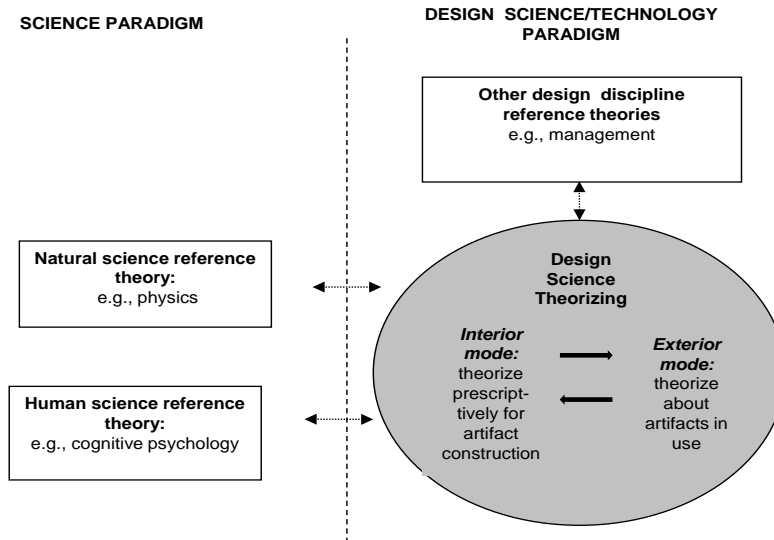 SCIENCE PARADIGM
DESIGN SCIENCE/TECHNOLOGY
PARADIGM
Other design discipline
reference theories
e.g., management
Natural science reference
theory:
e.g., physics
Human science reference
theory:
e.g., cognitive psychology
Design
Science
Theorizing
Interior
mode:
theorize
prescript-
tively for
artifact
construction
Exterior
mode:
theorize
about
artifacts in
use